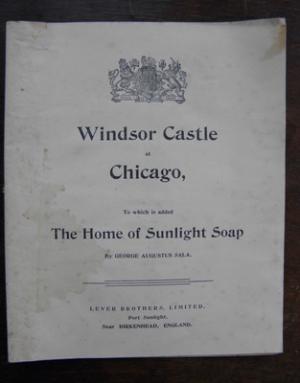 Windsor Castle
at
Chicago,
To which is added
The Home of Sunlight Soap
By GEORGE AUGUSTUS SALA.
LEVER BROTHERS, LIMITED,
Port Sunlight,
Near BIRKENHEAD, ENGLAND.